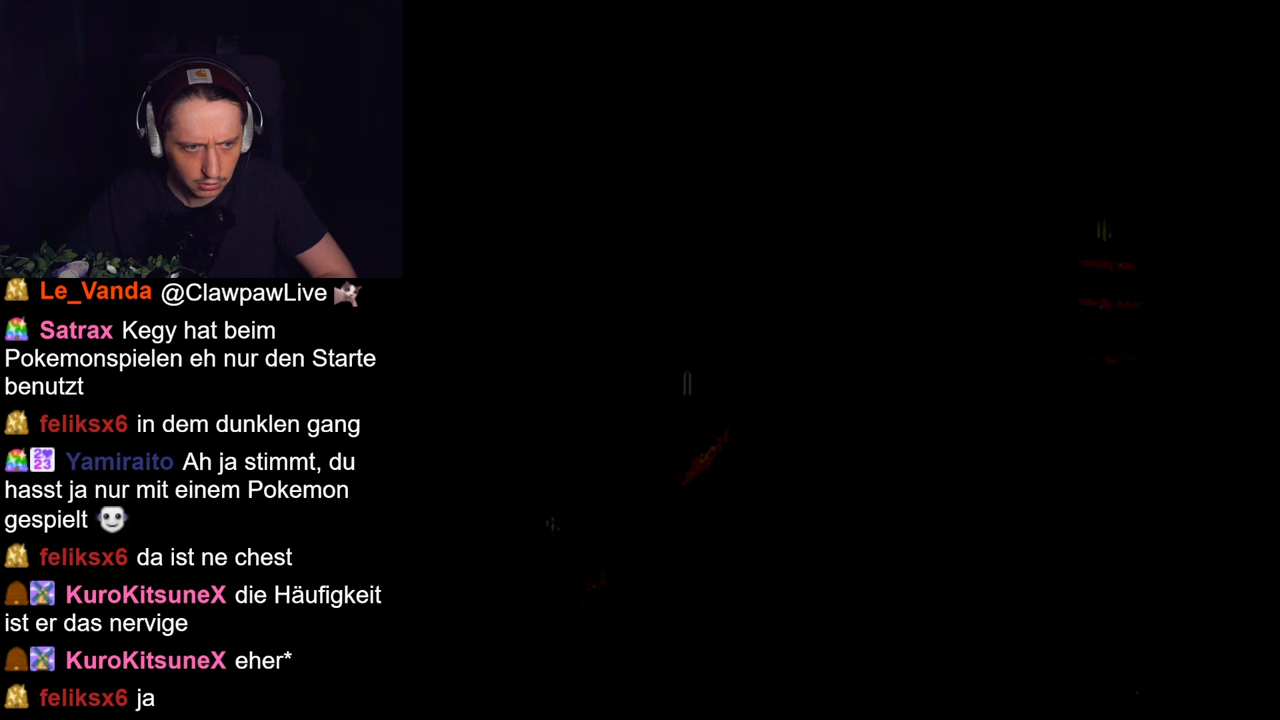 Le_Vanda @ClawpawLive
Satrax Kegy hat beim
Pokemonspielen eh nur den Starte
benutzt
feliksx6 in dem dunklen gang
Yamiraito Ah ja stimmt, du
hasst ja nur mit einem Pokemon
gespielt
feliksx6 da ist ne chest
KuroKitsuneX die Häufigkeit
ist er das nervige
KuroKitsuneX eher*
feliksx6 ja